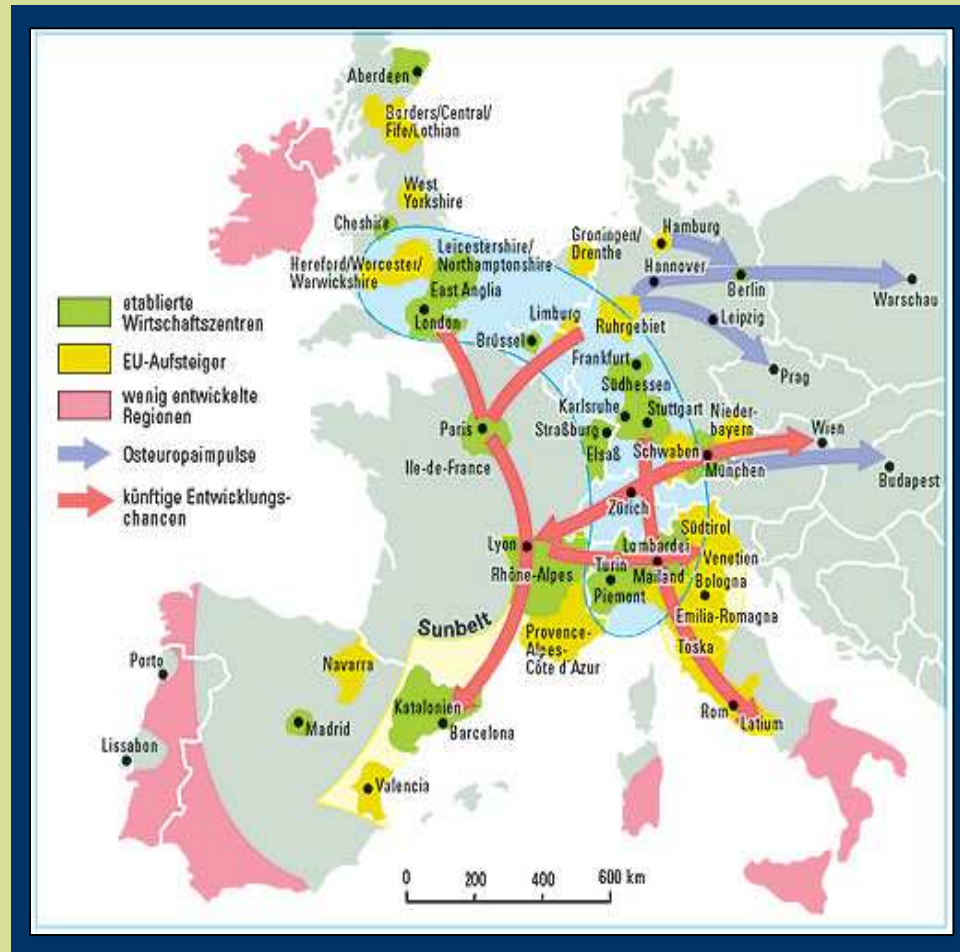 Aberdeen
Borders/Central/
Fife/Lothian
West
Yorkshire
Cheshire
Groningen/
Drenthe
Hamburg
Leicestershire/
Northamptonshire
Hereford/Worcester/
Warwickshire
Hannover
Berlin
Warschau
East Anglia
London
Limburg
Ruhrgebiet
Leipzig
Brüssel
Frankfurt
Südhessen
Prag
etablierte
Wirtschaftszentren
EU-Aufsteiger
wenig entwickelte
Regionen
Osteuropaimpulse
künftige Entwicklungs-
chancen
Karlsruhe
Stuttgart
Nieder-
bayern
Paris
Straßburg
Wien
Ile-de-France
Elsaß
Schwaben
München
Budapest
Zürich
Südtirol
Lyon
Lombardei
Venetien
Rhône-Alpes
Turin
Mailand
Bologna
Piemont
Emilia-Romagna
Sunbelt
Provence-
Alpes-
Côte d'Azur
Toska
Porto
Navarra
Katalonien
Rom
Latium
Madrid
Barcelona
Lissabon
Valencia
0 200 400 600 km